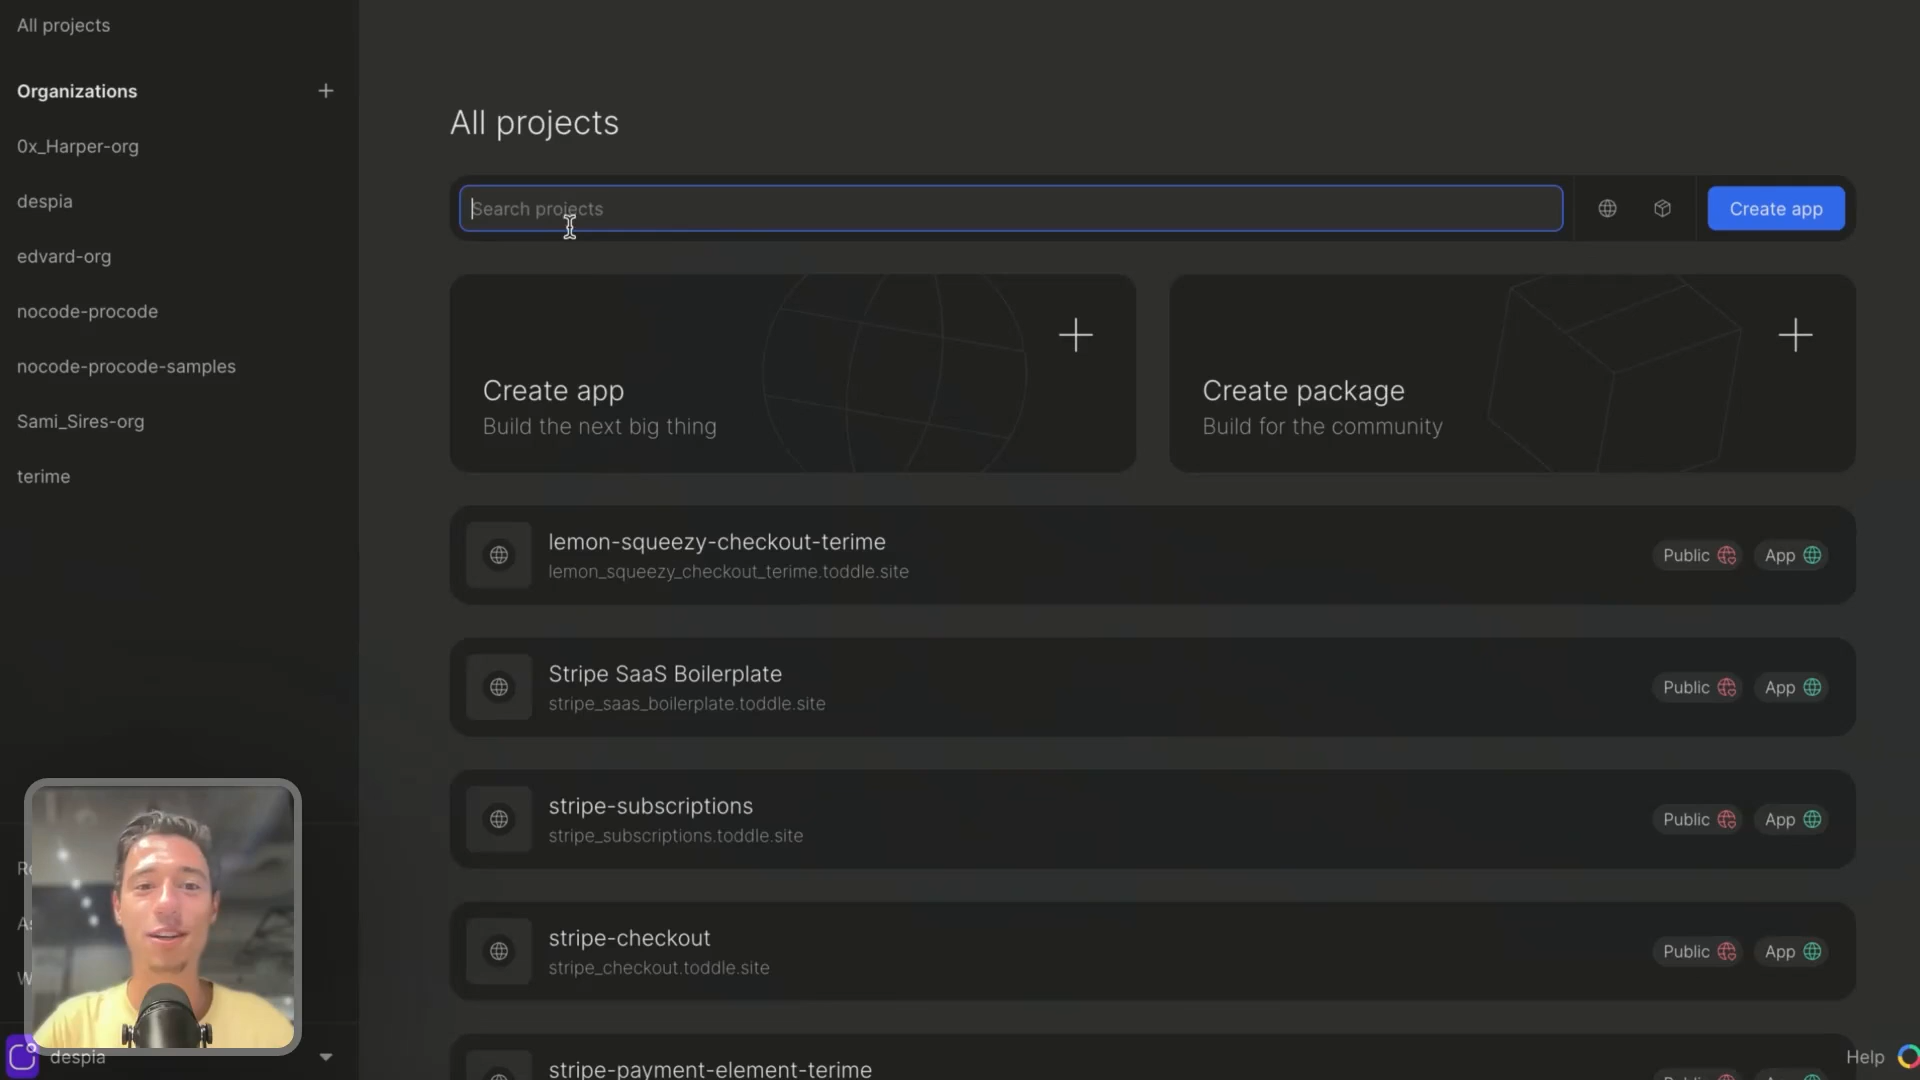 All projects
Organizations
0x_Harper-org
despia
edvard-org
nocode-procode
nocode-procode-samples
Sami_Sires-org
terime
despia
All projects
Search projects
Create app
Create app
Build the next big thing
Create package
Build for the community
lemon-squeezy-checkout-terime
lemon_squeezy_checkout_terime.toddle.site
Public
App
Stripe SaaS Boilerplate
stripe_saas_boilerplate.toddle.site
Public
App
stripe-subscriptions
stripe_subscriptions.toddle.site
Public
App
stripe-checkout
stripe_checkout.toddle.site
Public
App
stripe-payment-element-terime
Help